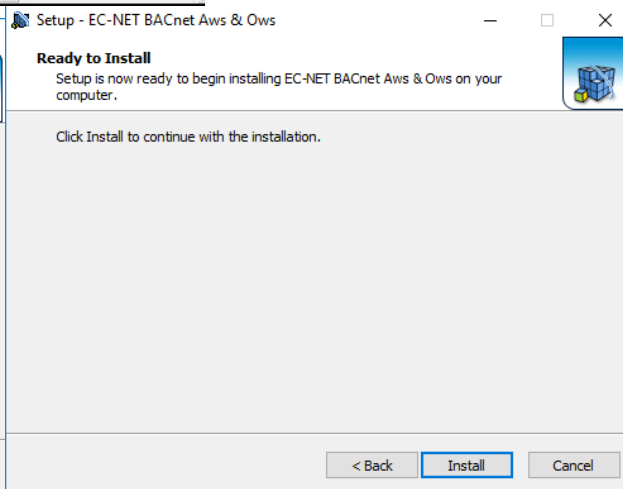 Setup - EC-NET BACnet Aws & Ows
Ready to Install
Setup is now ready to begin installing EC-NET BACnet Aws & Ows on your
computer.
Click Install to continue with the installation.
< Back
Install
Cancel